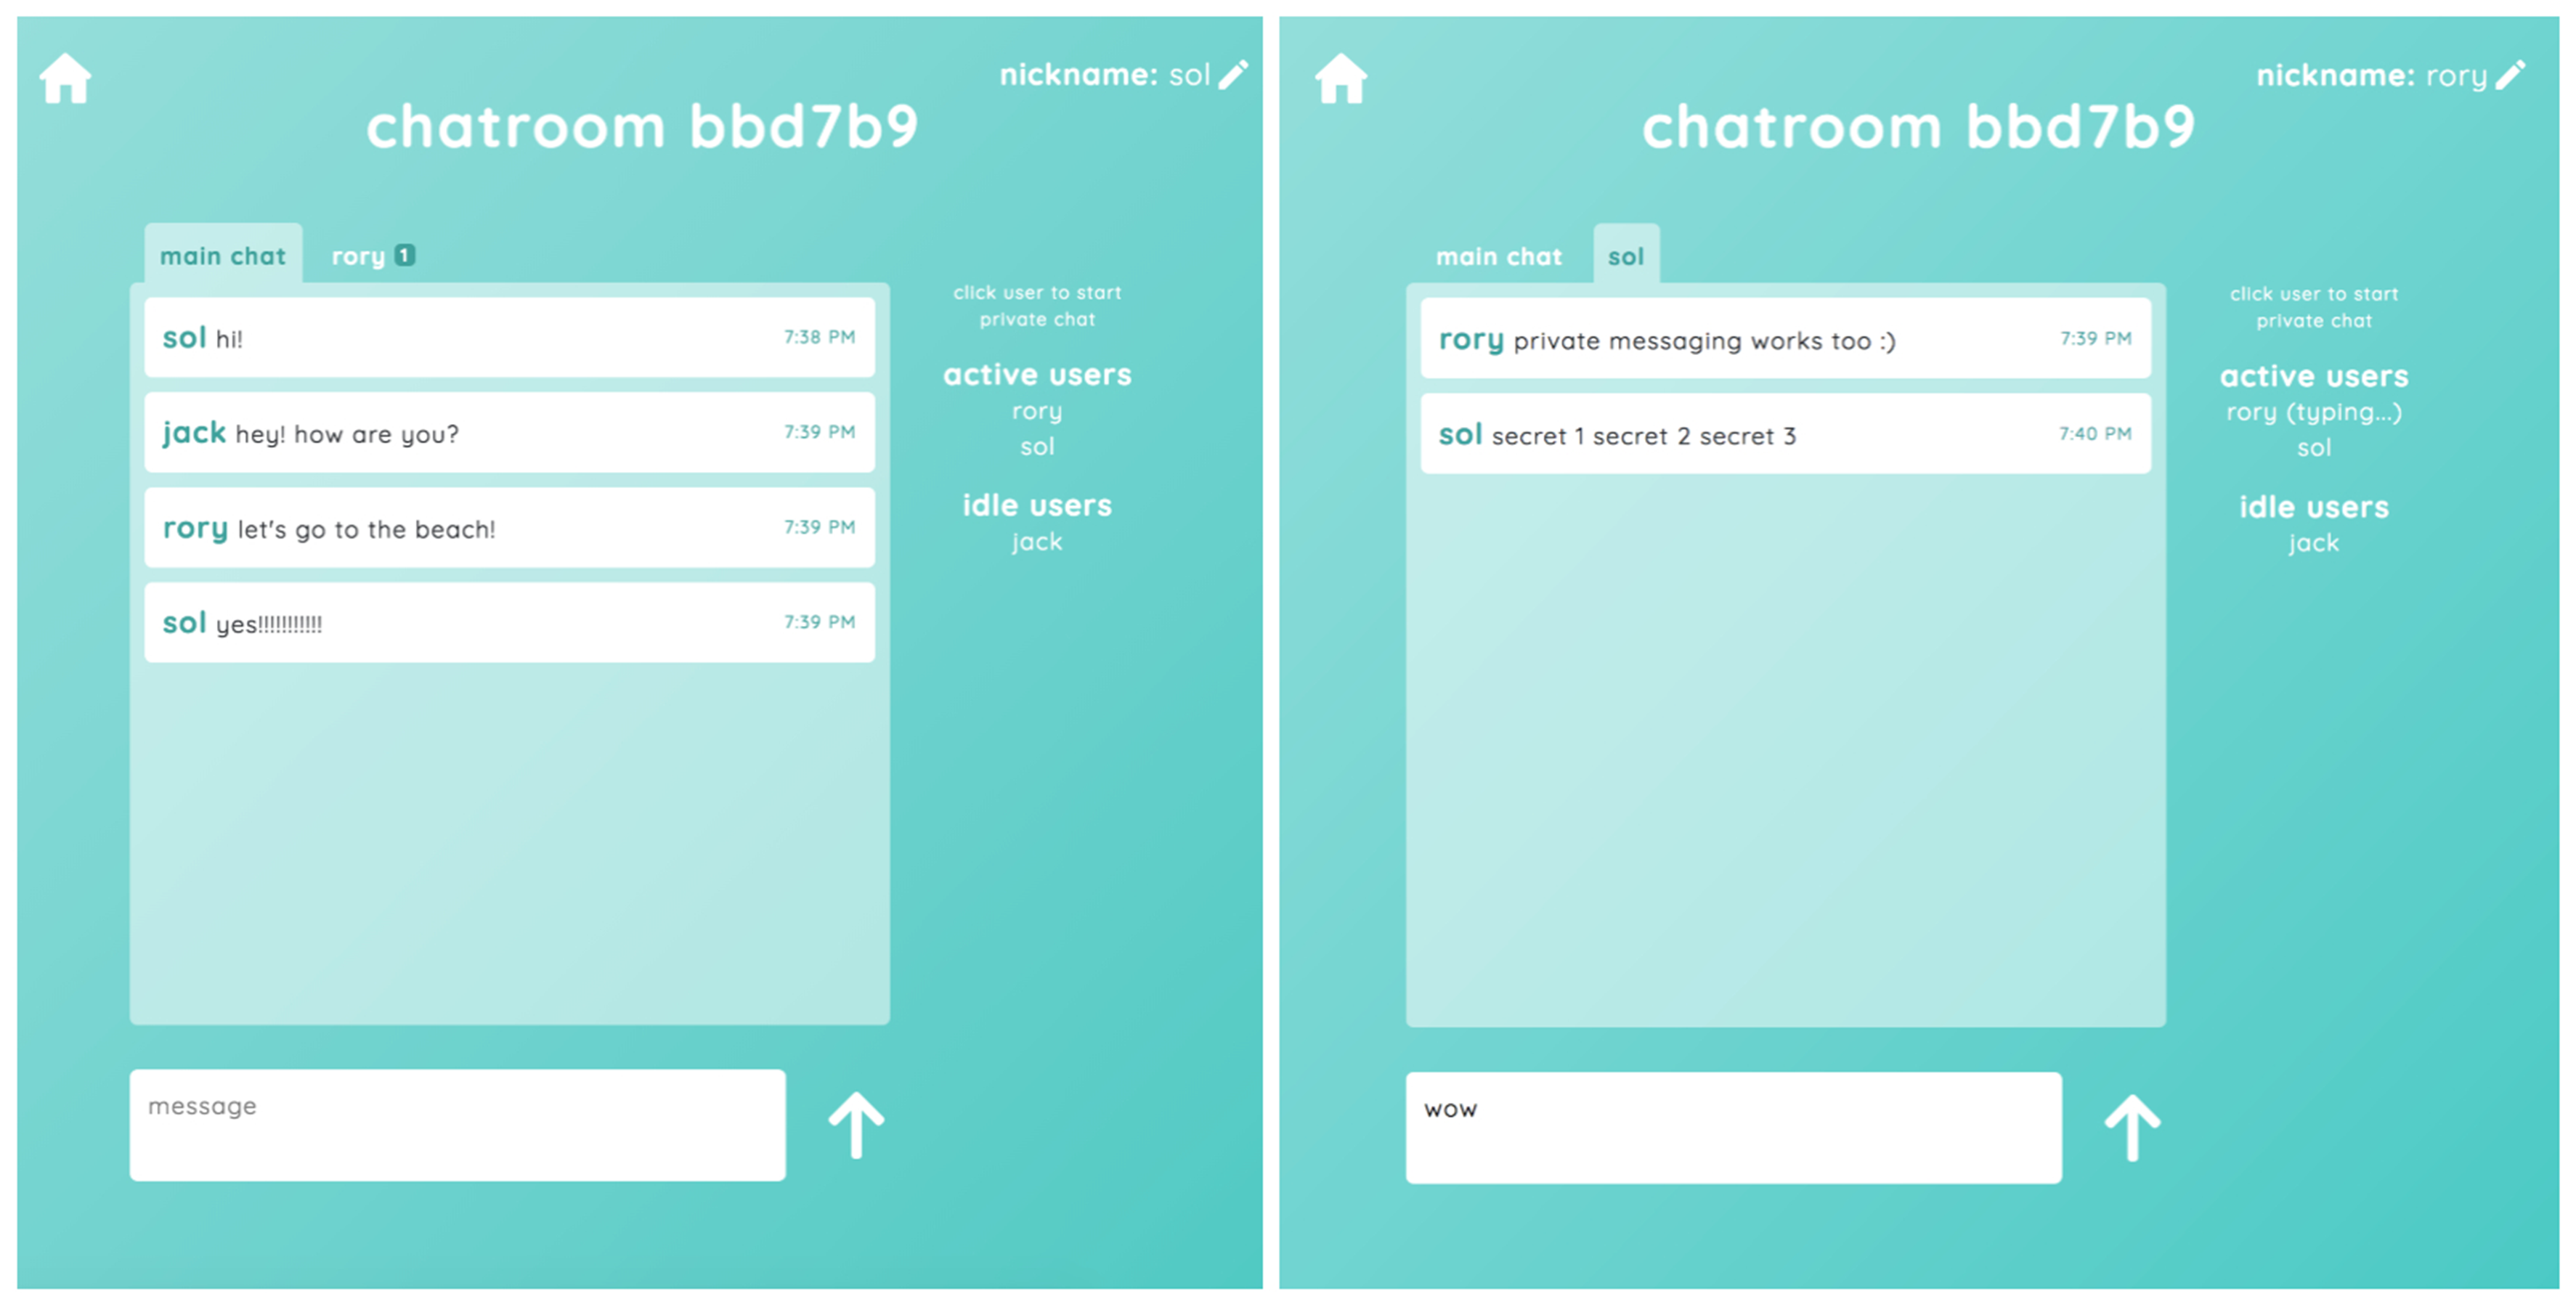 nickname: sol
chatroom bbd7b9
main chat
rory 1
sol hi! 7:38 PM
jack hey! how are you? 7:39 PM
rory let's go to the beach! 7:39 PM
sol yes!!!!!!!!!!! 7:39 PM
click user to start
private chat
active users
rory
sol
idle users
jack
message
nickname: rory
chatroom bbd7b9
main chat
sol
rory private messaging works too :) 7:39 PM
sol secret 1 secret 2 secret 3 7:40 PM
click user to start
private chat
active users
rory (typing...)
sol
idle users
jack
wow